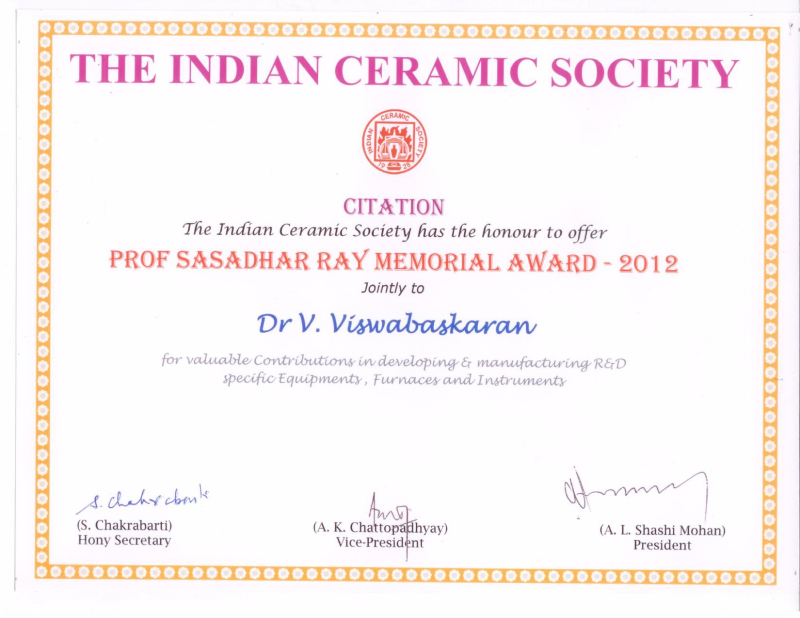 THE INDIAN CERAMIC SOCIETY
INDIAN CERAMIC SOCIETY
1928
CITATION
The Indian Ceramic Society has the honour to offer
PROF SASADHAR RAY MEMORIAL AWARD - 2012
Jointly to
Dr V. Viswabaskaran
for valuable Contributions in developing & manufacturing R&D
specific Equipments , Furnaces and Instruments
S. Chakrabarti
(S. Chakrabarti)
Hony Secretary
(A. K. Chattopadhyay)
Vice-President
(A. L. Shashi Mohan)
President